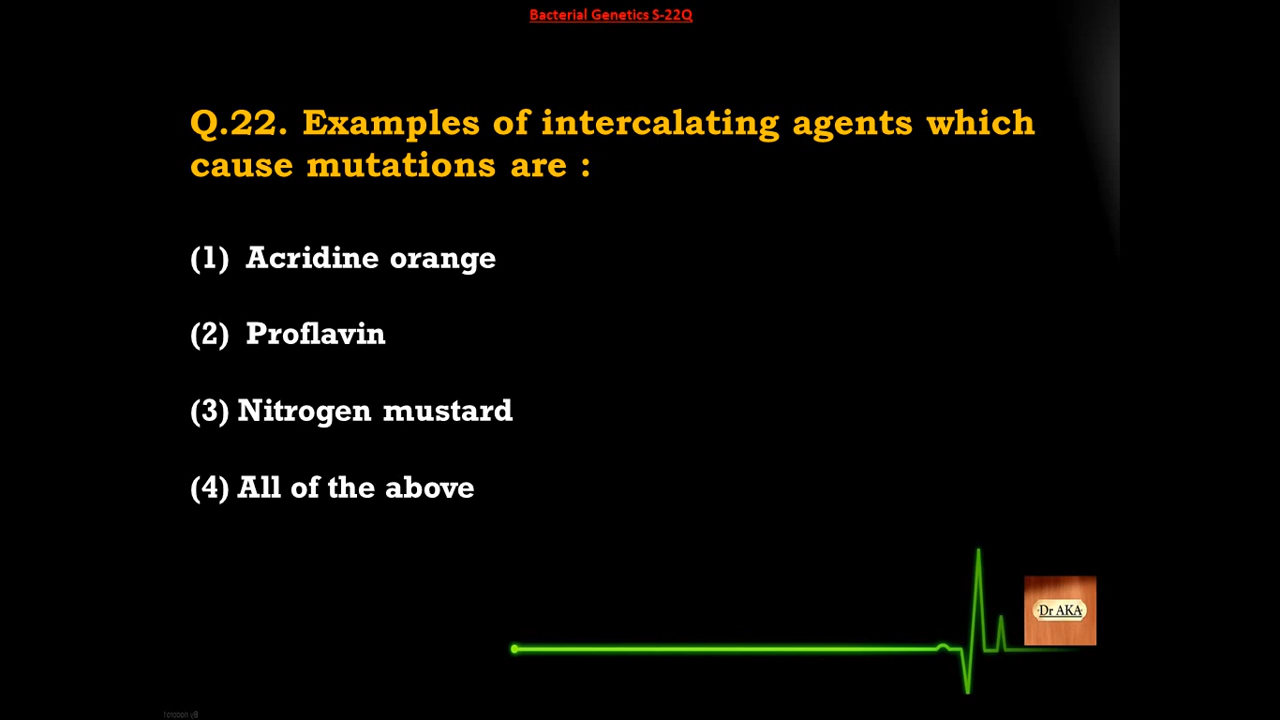 Bacterial Genetics S-22Q
Q.22. Examples of intercalating agents which
cause mutations are :
(1) Acridine orange
(2) Proflavin
(3) Nitrogen mustard
(4) All of the above
Dr AKA